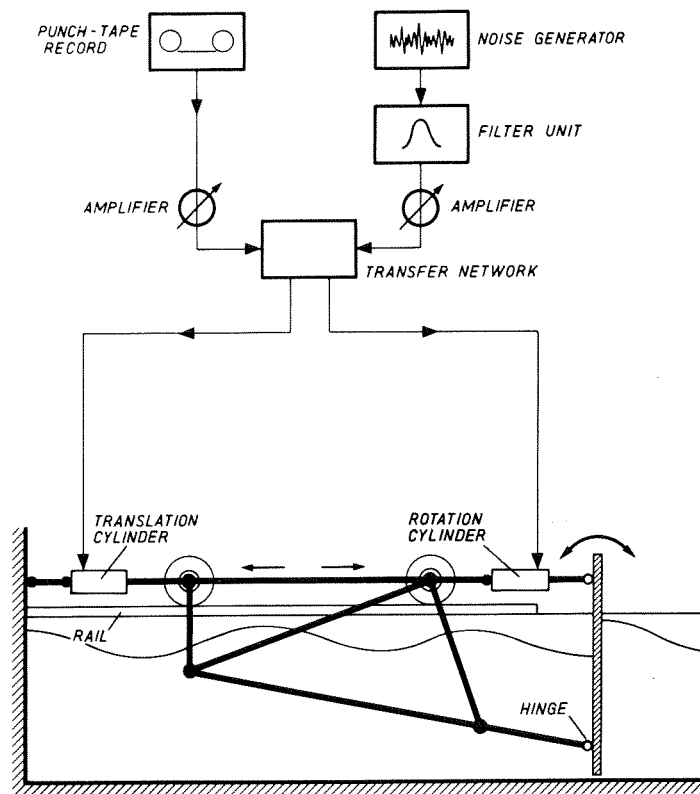 PUNCH-TAPE
RECORD
NOISE GENERATOR
FILTER UNIT
AMPLIFIER
AMPLIFIER
TRANSFER NETWORK
TRANSLATION
CYLINDER
ROTATION
CYLINDER
RAIL
HINGE